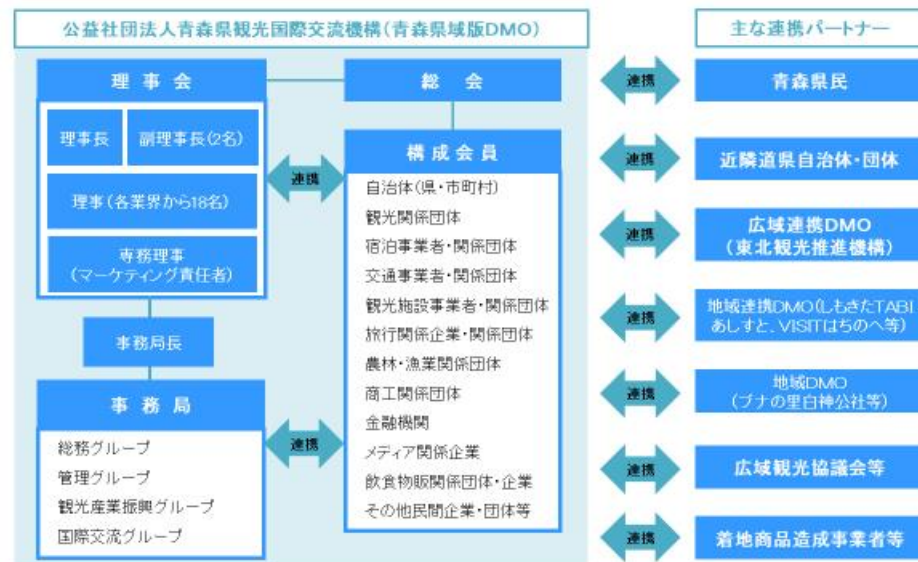 公益社団法人青森県観光国際交流機構(青森県域版DMO)
主な連携パートナー
理事会
総会
理事長
副理事長(2名)
理事(各業界から18名)
専務理事
(マーケティング責任者)
連携
構成会員
自治体(県・市町村)
観光関係団体
宿泊事業者・関係団体
交通事業者・関係団体
観光施設事業者・関係団体
旅行関係企業・関係団体
農林・漁業関係団体
商工関係団体
金融機関
メディア関係企業
飲食物販関係団体・企業
その他民間企業・団体等
事務局長
事務局
総務グループ
管理グループ
観光産業振興グループ
国際交流グループ
連携
連携
青森県民
連携
近隣道県自治体・団体
連携
広域連携DMO
(東北観光推進機構)
連携
地域連携DMO(しもきたTABI
あしすと、VISITはちのへ等)
連携
地域DMO
(ブナの里白神公社等)
連携
広域観光協議会等
連携
着地商品造成事業者等